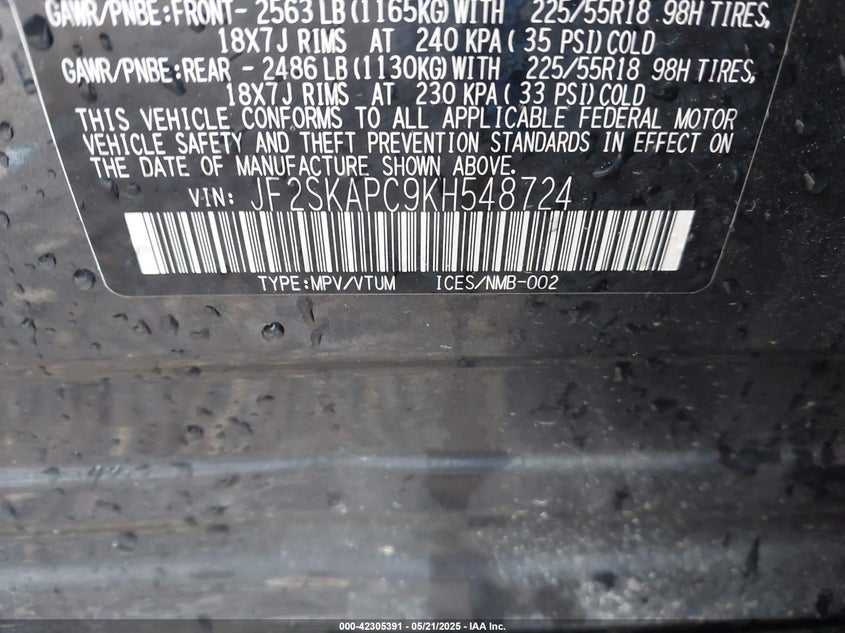 GAWR/PNBE:FRONT- 2563 LB (1165KG) WITH 225/55R18 98H TIRES,
18X7J RIMS AT 240 KPA ( 35 PSI) COLD
GAWR/PNBE:REAR - 2486 LB (1130KG) WITH 225/55R18 98H TIRES,
18X7J RIMS AT 230 KPA ( 33 PSI) COLD
THIS VEHICLE CONFORMS TO ALL APPLICABLE FEDERAL MOTOR
VEHICLE SAFETY AND THEFT PREVENTION STANDARDS IN EFFECT ON
THE DATE OF MANUFACTURE SHOWN ABOVE.
VIN: JF2SKAPC9KH548724
TYPE:MPV/VTUM ICES/NMB-002
000-42305391 - 05/21/2025 - IAA Inc.